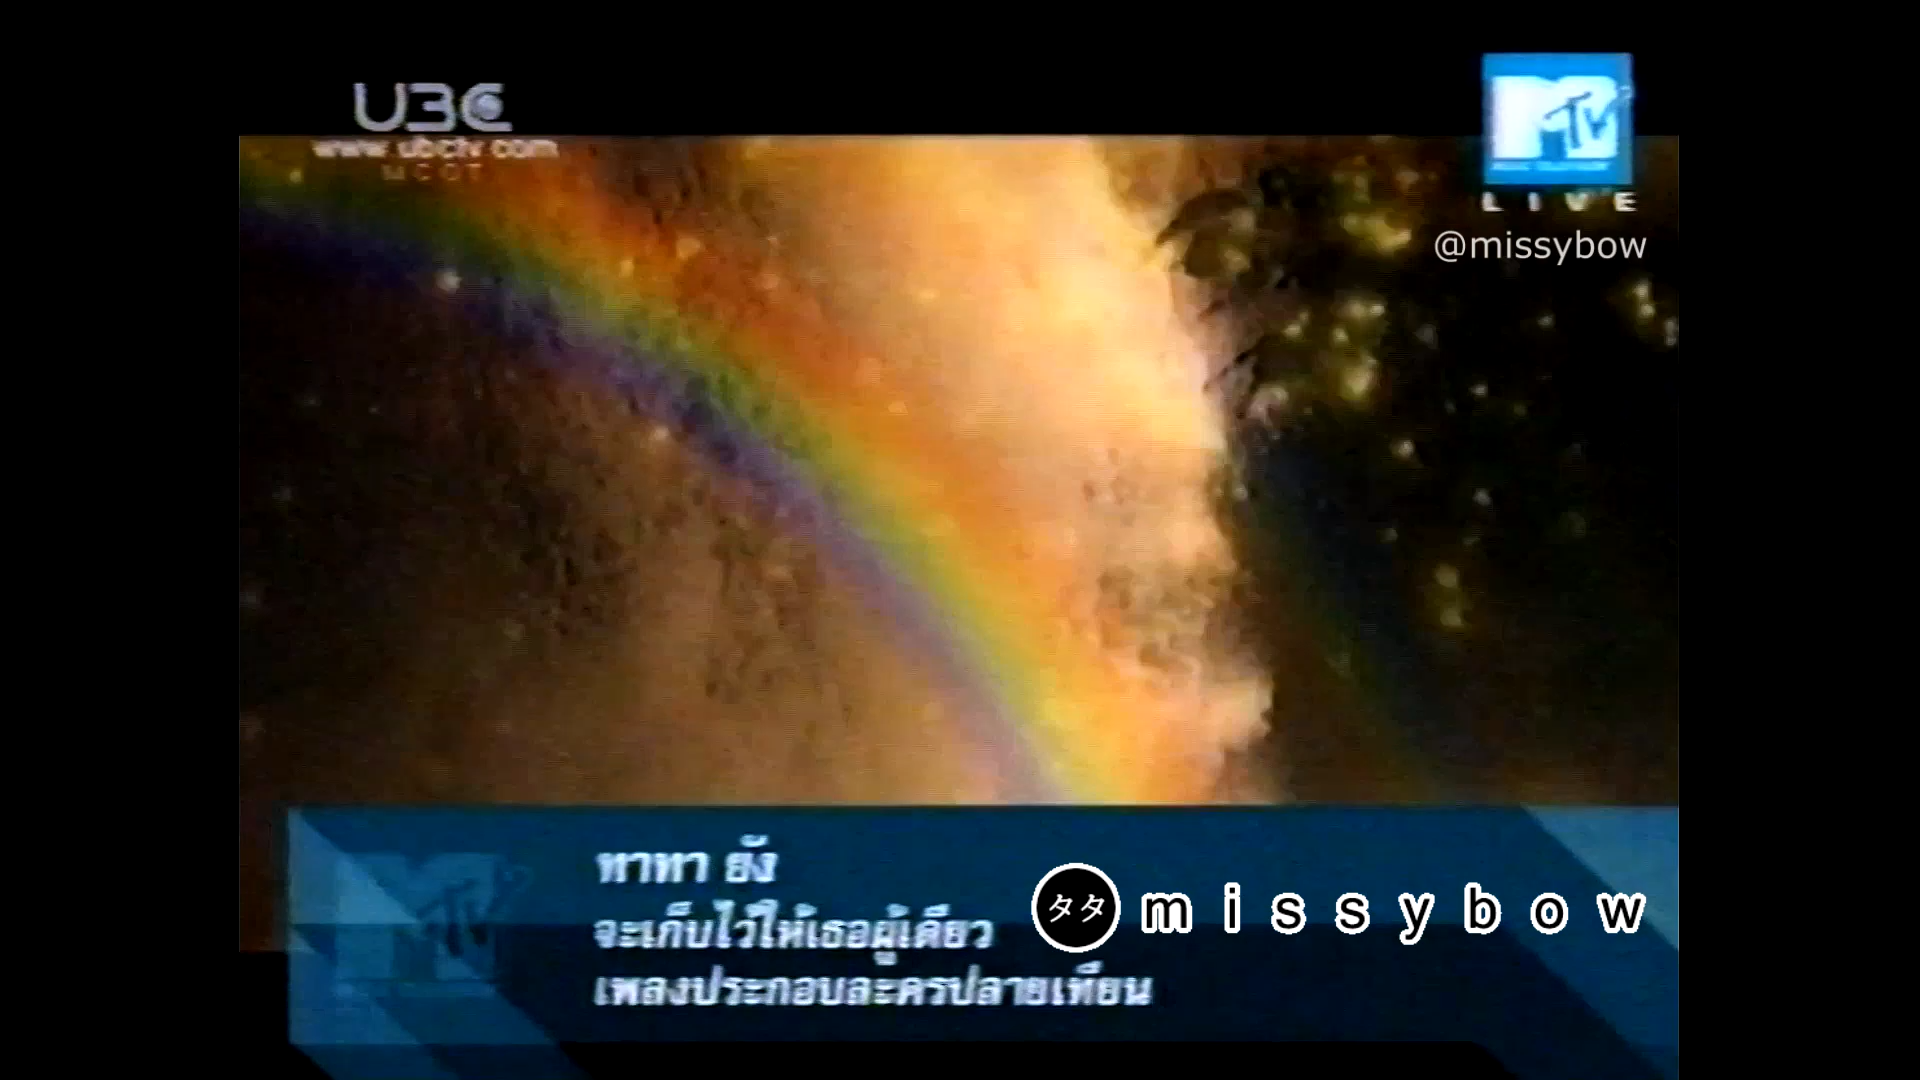 UBC
www.ubctv.com
MCOT
MTV
LIVE
@missybow
ทาทา ยัง
จะเก็บไว้ให้เธอผู้เดียว
เพลงประกอบละครปลายเทียน
タタ missybow